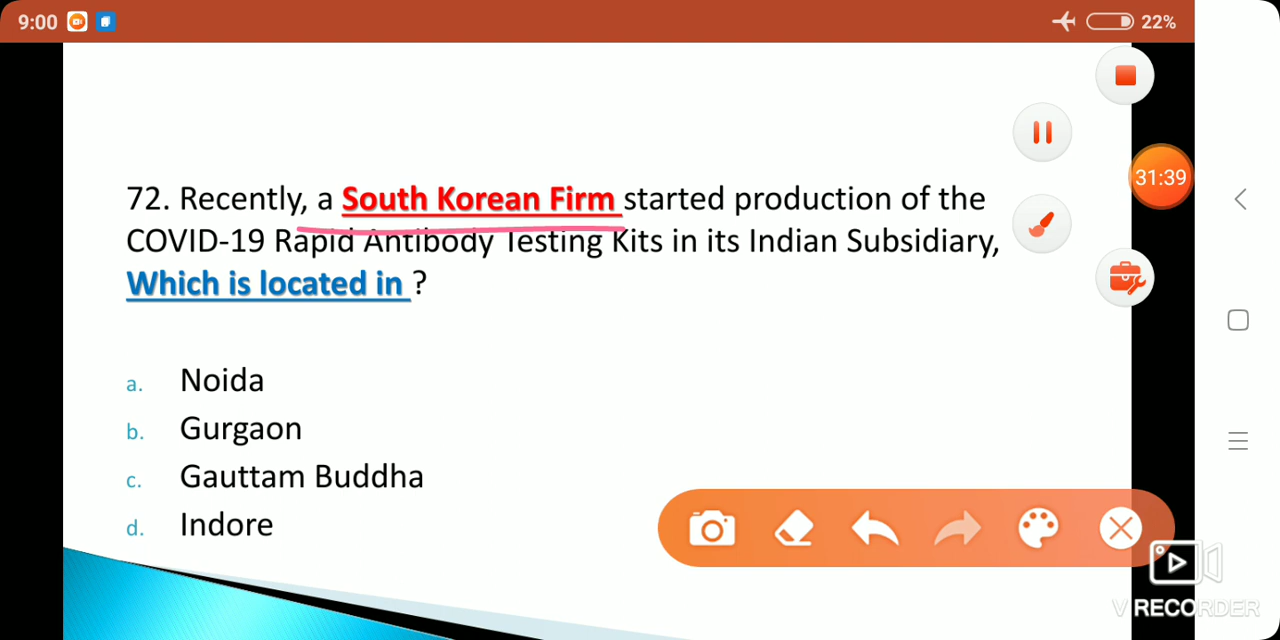 9:00
22%
31:39
72. Recently, a South Korean Firm started production of the
COVID-19 Rapid Antibody Testing Kits in its Indian Subsidiary,
Which is located in ?
a. Noida
b. Gurgaon
c. Gauttam Buddha
d. Indore
V RECORDER